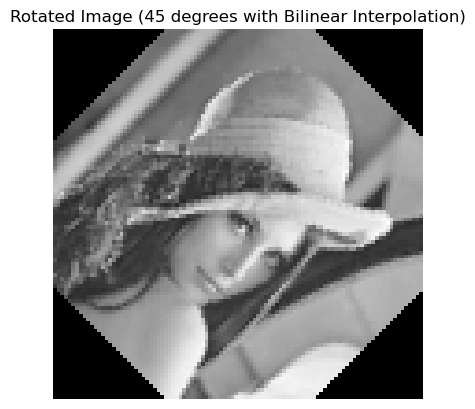 Rotated Image (45 degrees with Bilinear Interpolation)